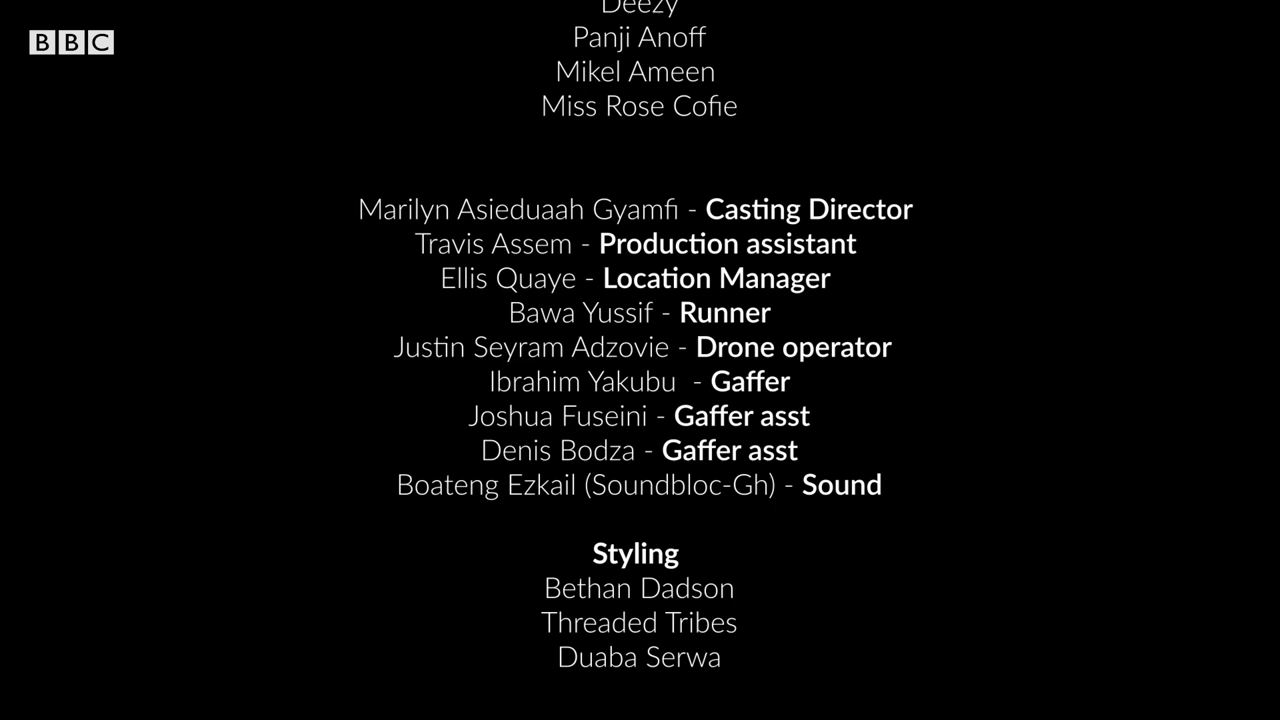 BBC
Deezy
Panji Anoff
Mikel Ameen
Miss Rose Cofie
Marilyn Asieduaah Gyamfi - Casting Director
Travis Assem - Production assistant
Ellis Quaye - Location Manager
Bawa Yussif - Runner
Justin Seyram Adzovie - Drone operator
Ibrahim Yakubu  - Gaffer
Joshua Fuseini - Gaffer asst
Denis Bodza - Gaffer asst
Boateng Ezkail (Soundbloc-Gh) - Sound
Styling
Bethan Dadson
Threaded Tribes
Duaba Serwa